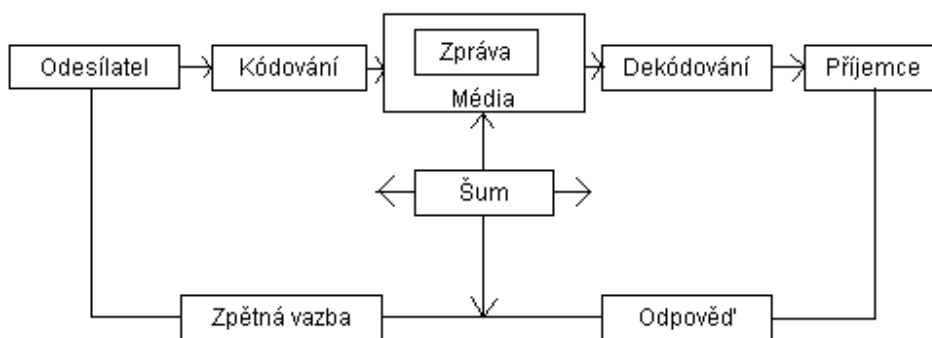 Odesílatel
Kódování
Zpráva
Média
Dekódování
Příjemce
Šum
Zpětná vazba
Odpověď